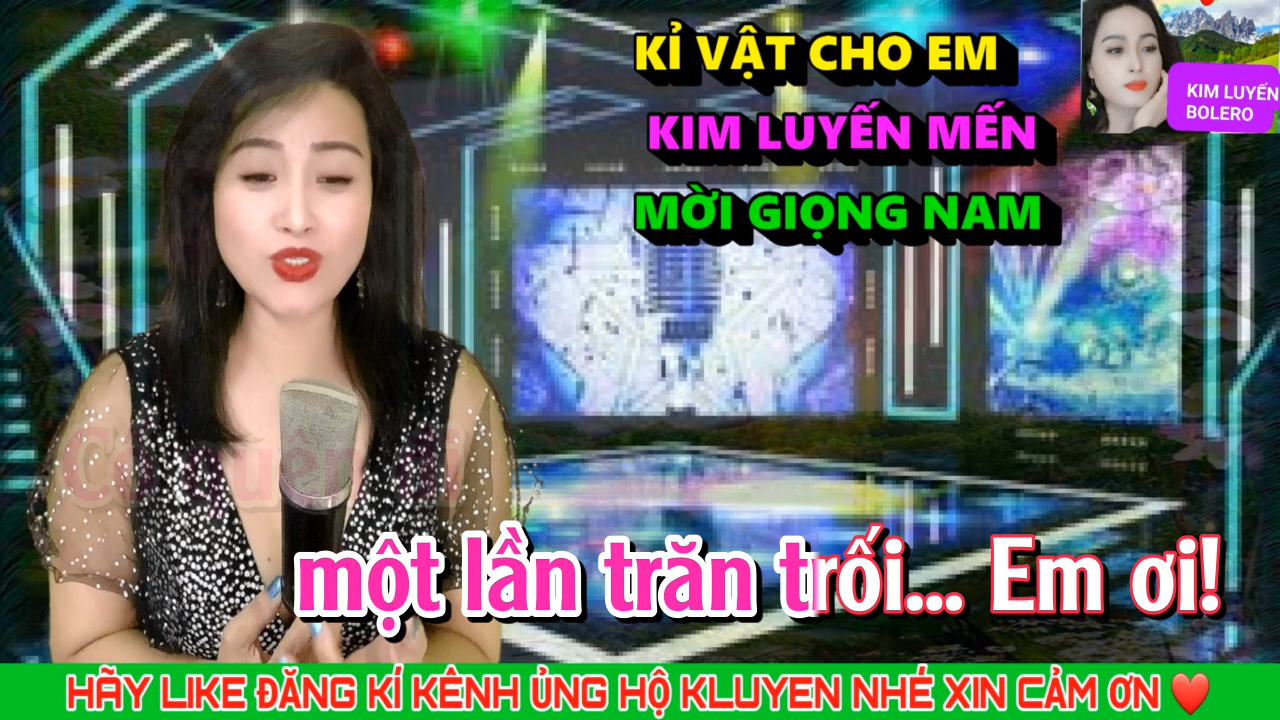 KỈ VẬT CHO EM
KIM LUYẾN MẾN
MỜI GIỌNG NAM
KIM LUYẾN
BOLERO
một lần trăn trối... Em ơi!
HÃY LIKE ĐĂNG KÍ KÊNH ỦNG HỘ KLUYEN NHÉ XIN CẢM ƠN ❤️